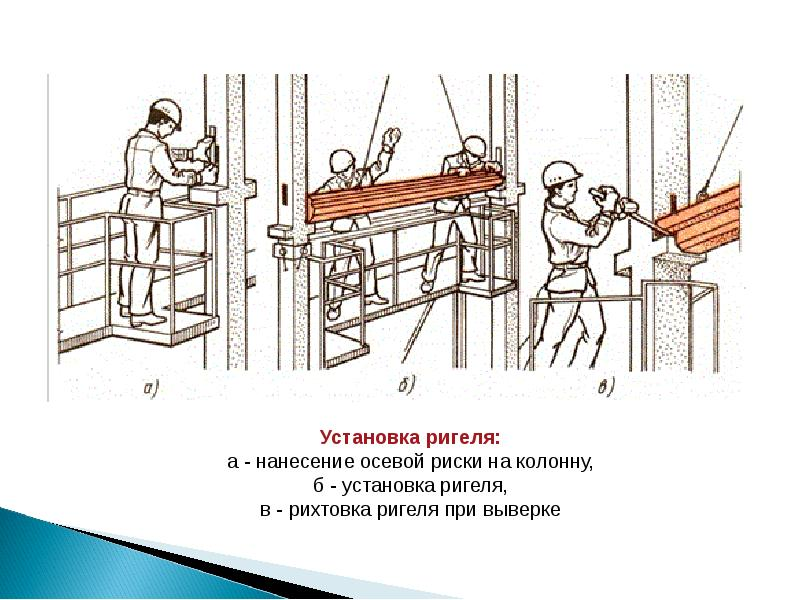 а) б) в)
Установка ригеля:
а - нанесение осевой риски на колонну,
б - установка ригеля,
в - рихтовка ригеля при выверке